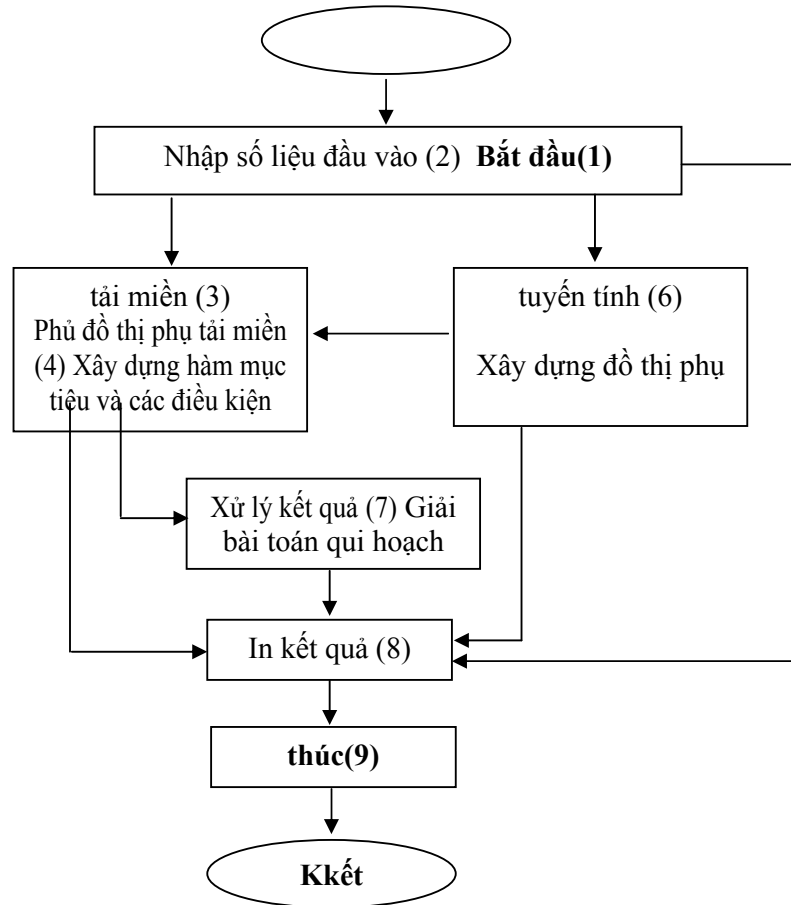 Nhập số liệu đầu vào (2) Bắt đầu(1)
tải miền (3)
Phủ đồ thị phụ tải miền
(4) Xây dựng hàm mục
tiêu và các điều kiện
tuyến tính (6)
Xây dựng đồ thị phụ
Xử lý kết quả (7) Giải
bài toán qui hoạch
In kết quả (8)
thúc(9)
Kkết